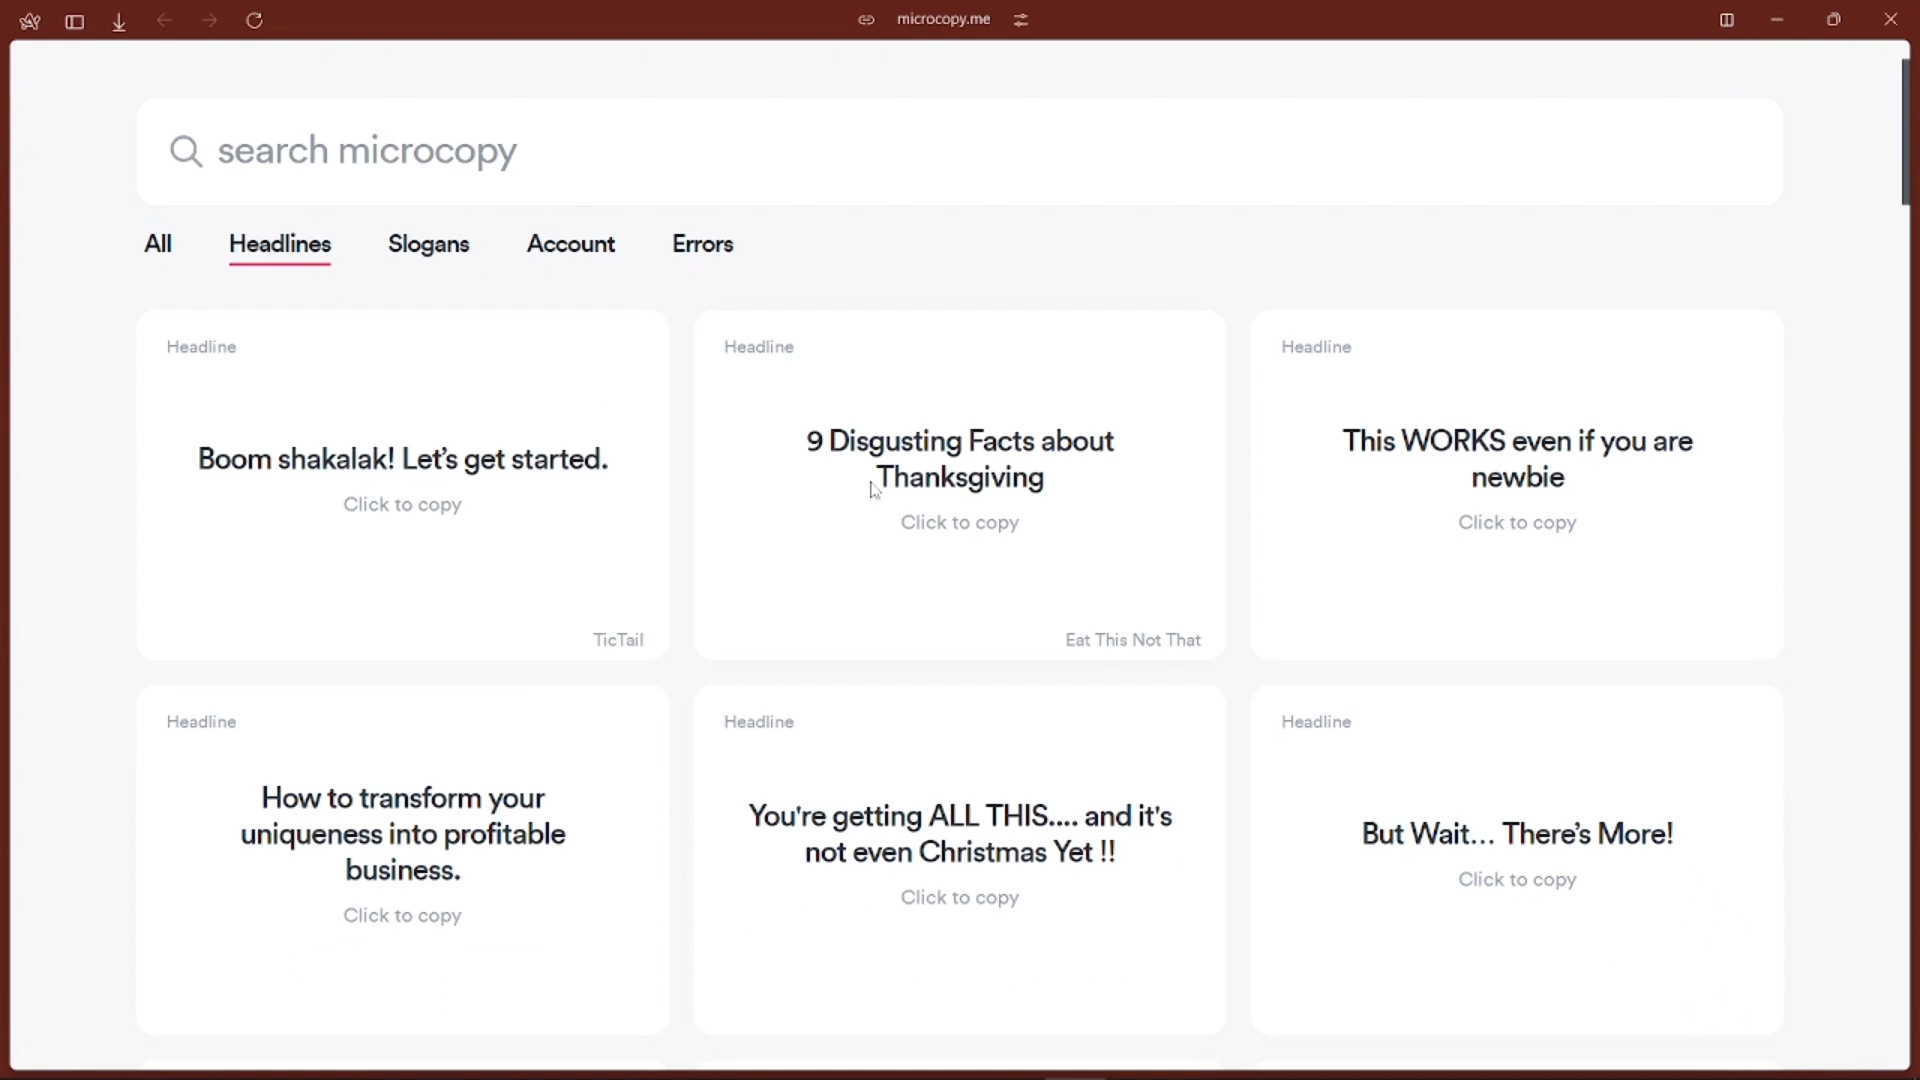 microcopy.me
search microcopy
All Headlines Slogans Account Errors
Headline
Boom shakalak! Let’s get started.
Click to copy
TicTail
Headline
9 Disgusting Facts about
Thanksgiving
Click to copy
Eat This Not That
Headline
This WORKS even if you are
newbie
Click to copy
Headline
How to transform your
uniqueness into profitable
business.
Click to copy
Headline
You're getting ALL THIS.... and it's
not even Christmas Yet !!
Click to copy
Headline
But Wait... There’s More!
Click to copy